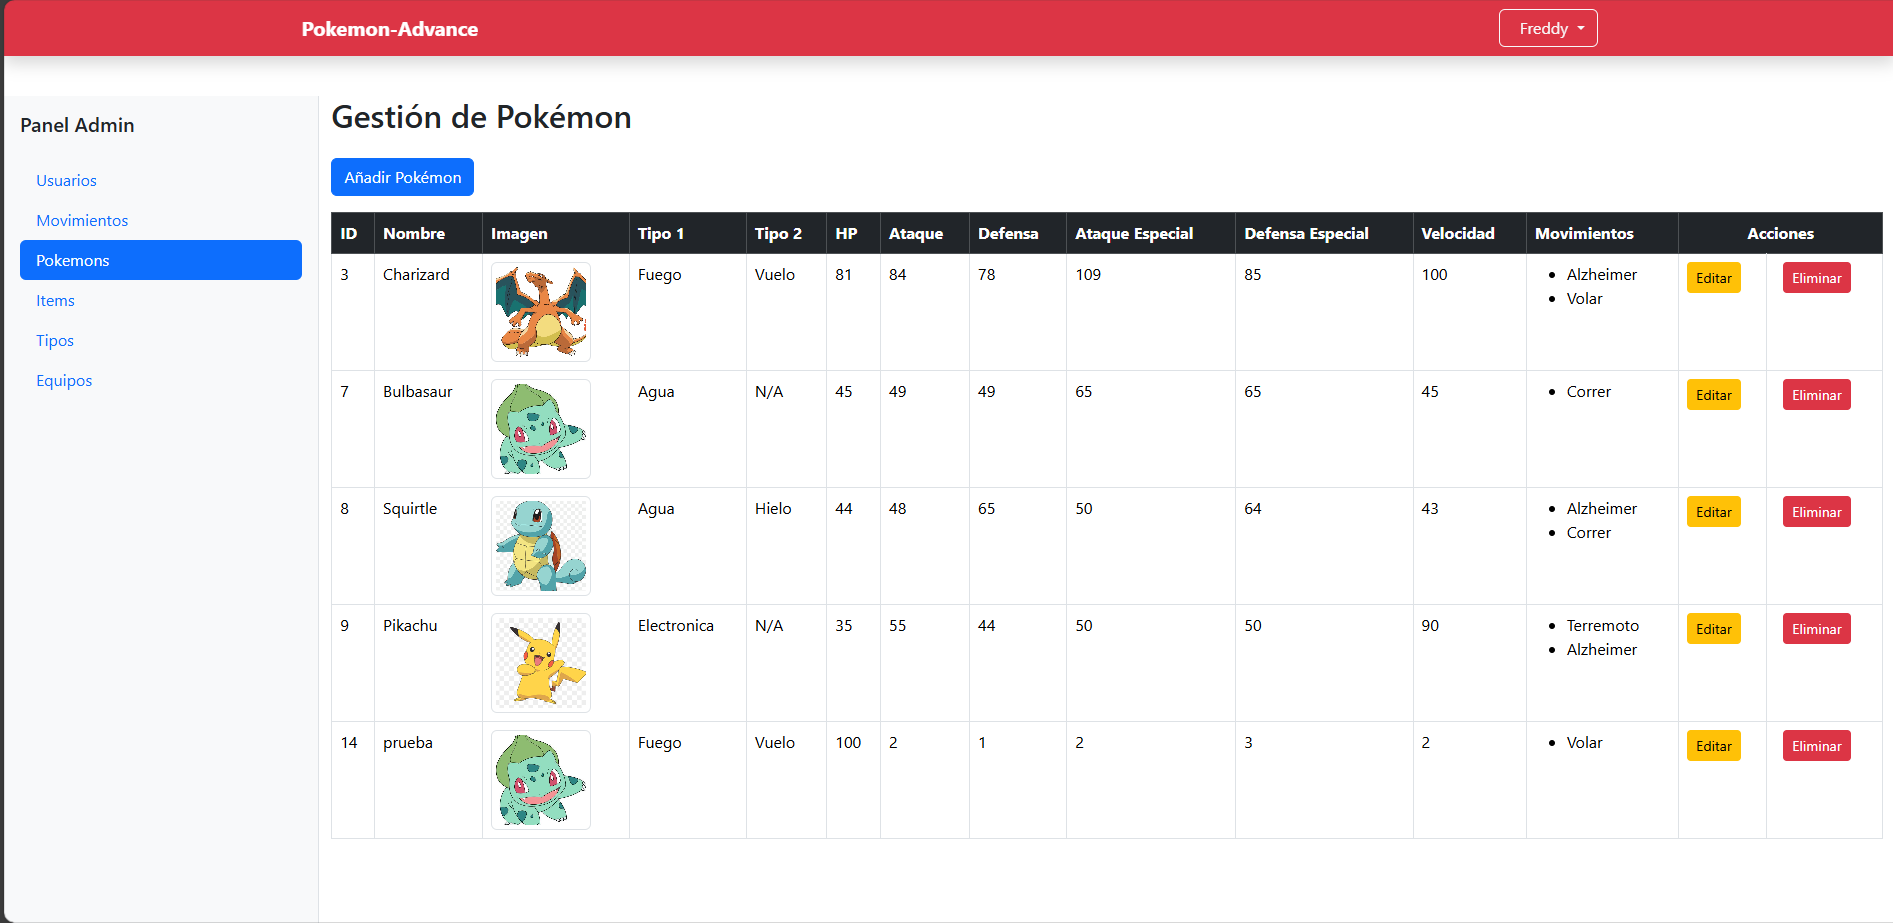 Pokemon-Advance Freddy
Panel Admin
Usuarios
Movimientos
Pokemons
Items
Tipos
Equipos
Gestión de Pokémon
Añadir Pokémon
ID Nombre Imagen Tipo 1 Tipo 2 HP Ataque Defensa Ataque Especial Defensa Especial Velocidad Movimientos Acciones
3 Charizard Fuego Vuelo 81 84 78 109 85 100 Alzheimer Editar Eliminar
Volar
7 Bulbasaur Agua N/A 45 49 49 65 65 45 Correr Editar Eliminar
8 Squirtle Agua Hielo 44 48 65 50 64 43 Alzheimer Editar Eliminar
Correr
9 Pikachu Electronica N/A 35 55 44 50 50 90 Terremoto Editar Eliminar
Alzheimer
14 prueba Fuego Vuelo 100 2 1 2 3 2 Volar Editar Eliminar